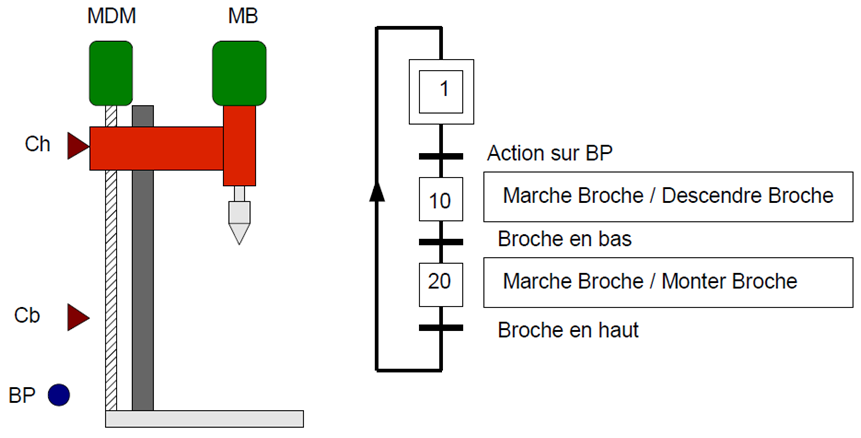 MDM
MB
Ch
Cb
BP
1
Action sur BP
10
Marche Broche / Descendre Broche
Broche en bas
20
Marche Broche / Monter Broche
Broche en haut